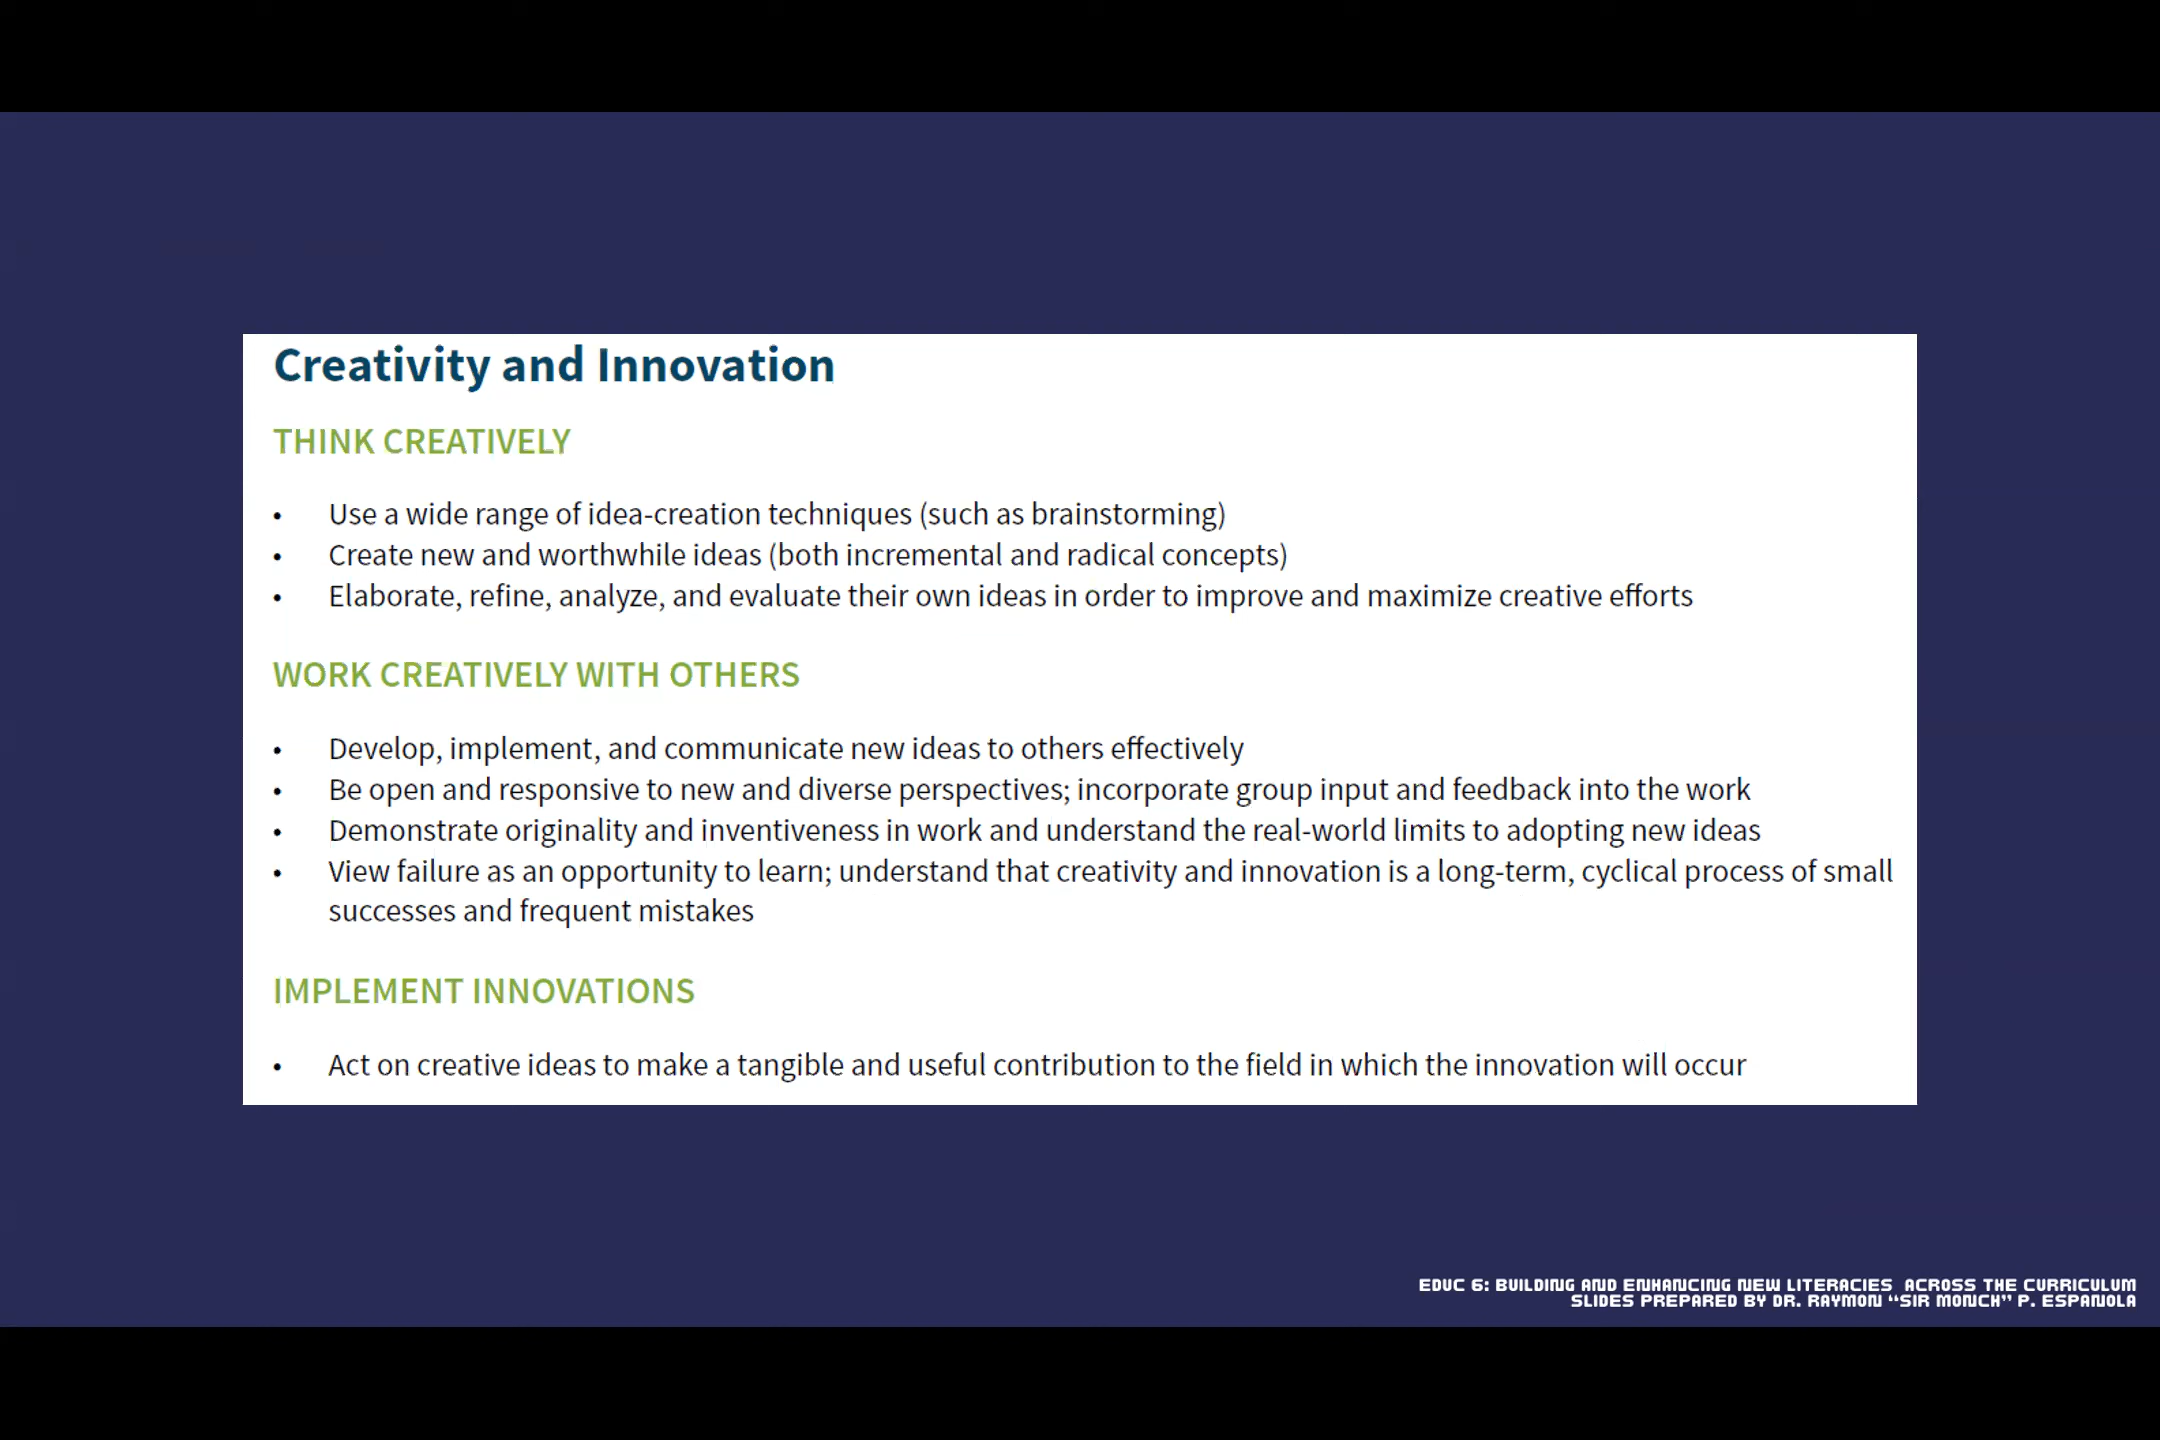 Creativity and Innovation
THINK CREATIVELY
• Use a wide range of idea-creation techniques (such as brainstorming)
• Create new and worthwhile ideas (both incremental and radical concepts)
• Elaborate, refine, analyze, and evaluate their own ideas in order to improve and maximize creative efforts
WORK CREATIVELY WITH OTHERS
• Develop, implement, and communicate new ideas to others effectively
• Be open and responsive to new and diverse perspectives; incorporate group input and feedback into the work
• Demonstrate originality and inventiveness in work and understand the real-world limits to adopting new ideas
• View failure as an opportunity to learn; understand that creativity and innovation is a long-term, cyclical process of small
successes and frequent mistakes
IMPLEMENT INNOVATIONS
• Act on creative ideas to make a tangible and useful contribution to the field in which the innovation will occur
EDUC 6: BUILDING AND ENHANCING NEW LITERACIES ACROSS THE CURRICULUM
SLIDES PREPARED BY DR. RAYMON “SIR MONCH” P. ESPANOLA